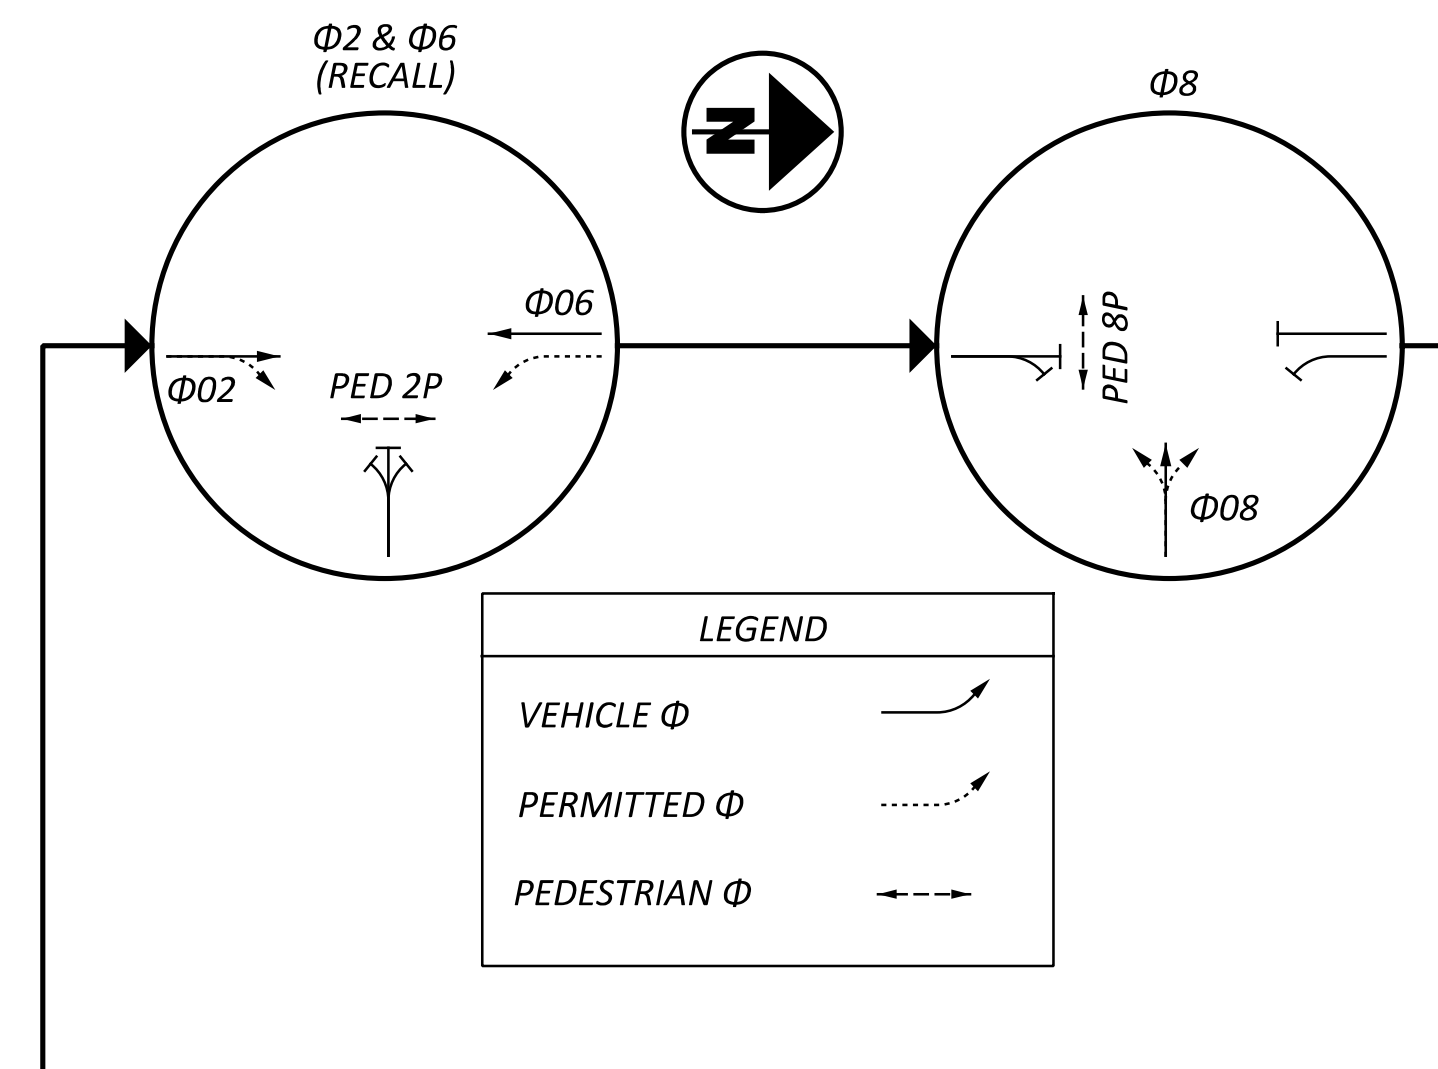 Φ2 & Φ6
(RECALL)
N
Φ8
Φ06
Φ02
PED 2P
PED 8P
Φ08
LEGEND
VEHICLE Φ
PERMITTED Φ
PEDESTRIAN Φ